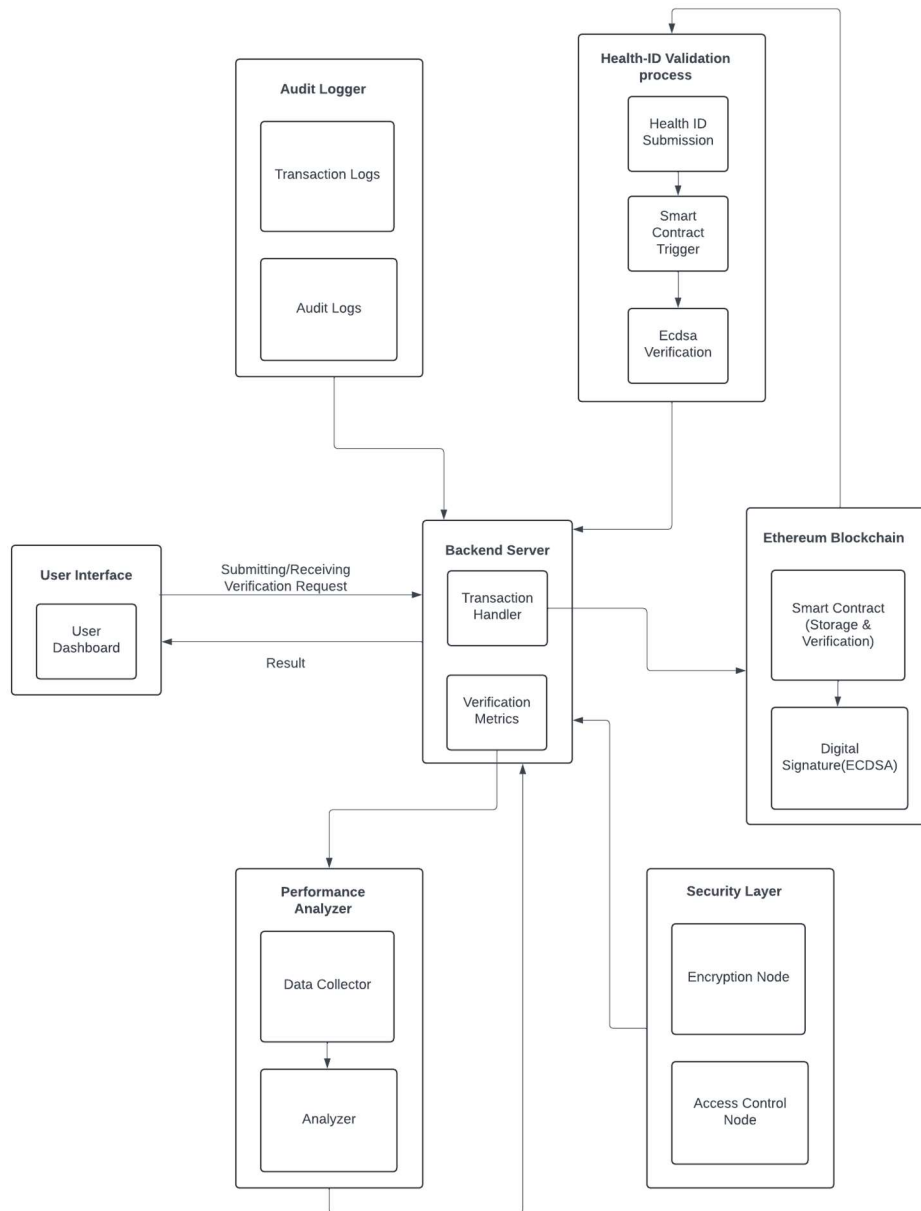 Audit Logger
Transaction Logs
Audit Logs
Health-ID Validation
process
Health ID
Submission
Smart
Contract
Trigger
Ecdsa
Verification
User Interface
User
Dashboard
Submitting/Receiving
Verification Request
Result
Backend Server
Transaction
Handler
Verification
Metrics
Ethereum Blockchain
Smart Contract
(Storage &
Verification)
Digital
Signature(ECDSA)
Performance
Analyzer
Data Collector
Analyzer
Security Layer
Encryption Node
Access Control
Node